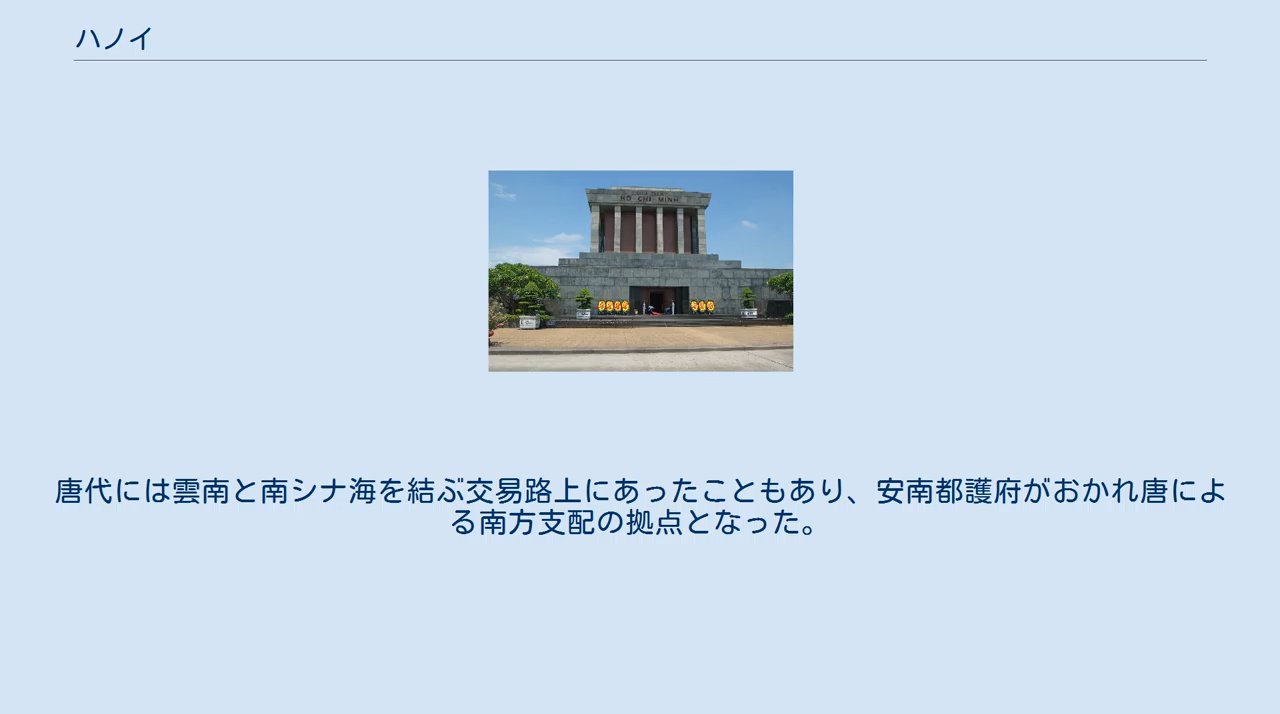 ハノイ
HO CHI MINH
唐代には雲南と南シナ海を結ぶ交易路上にあったこともあり、安南都護府がおかれ唐によ
る南方支配の拠点となった。